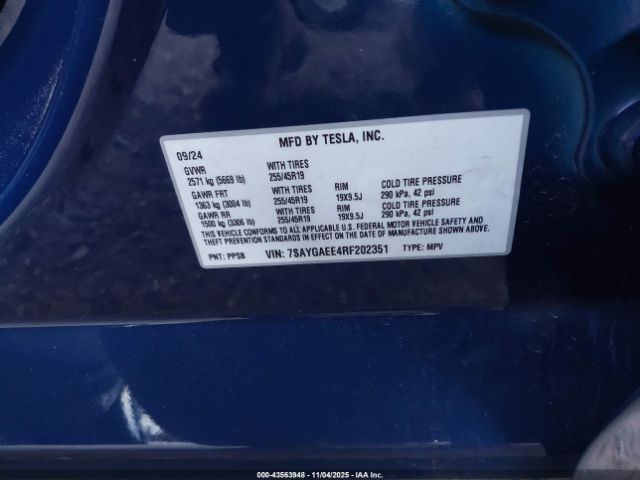 MFD BY TESLA, INC.
09/24
GVWR WITH TIRES
2571 kg (5669 lb) 255/45R19
GAWR FRT WITH TIRES RIM COLD TIRE PRESSURE
1363 kg (3004 lb) 255/45R19 19X9.5J 290 kPa, 42 psi
GAWR RR WITH TIRES RIM COLD TIRE PRESSURE
1500 kg (3306 lb) 255/45R19 19X9.5J 290 kPa, 42 psi
THIS VEHICLE CONFORMS TO ALL APPLICABLE U.S. FEDERAL MOTOR VEHICLE SAFETY AND
THEFT PREVENTION STANDARDS IN EFFECT ON THE DATE OF MANUFACTURE SHOWN ABOVE.
PNT: PPSB VIN: 7SAYGAEE4RF202351 TYPE: MPV
000-43563948 - 11/04/2025 - IAA Inc.